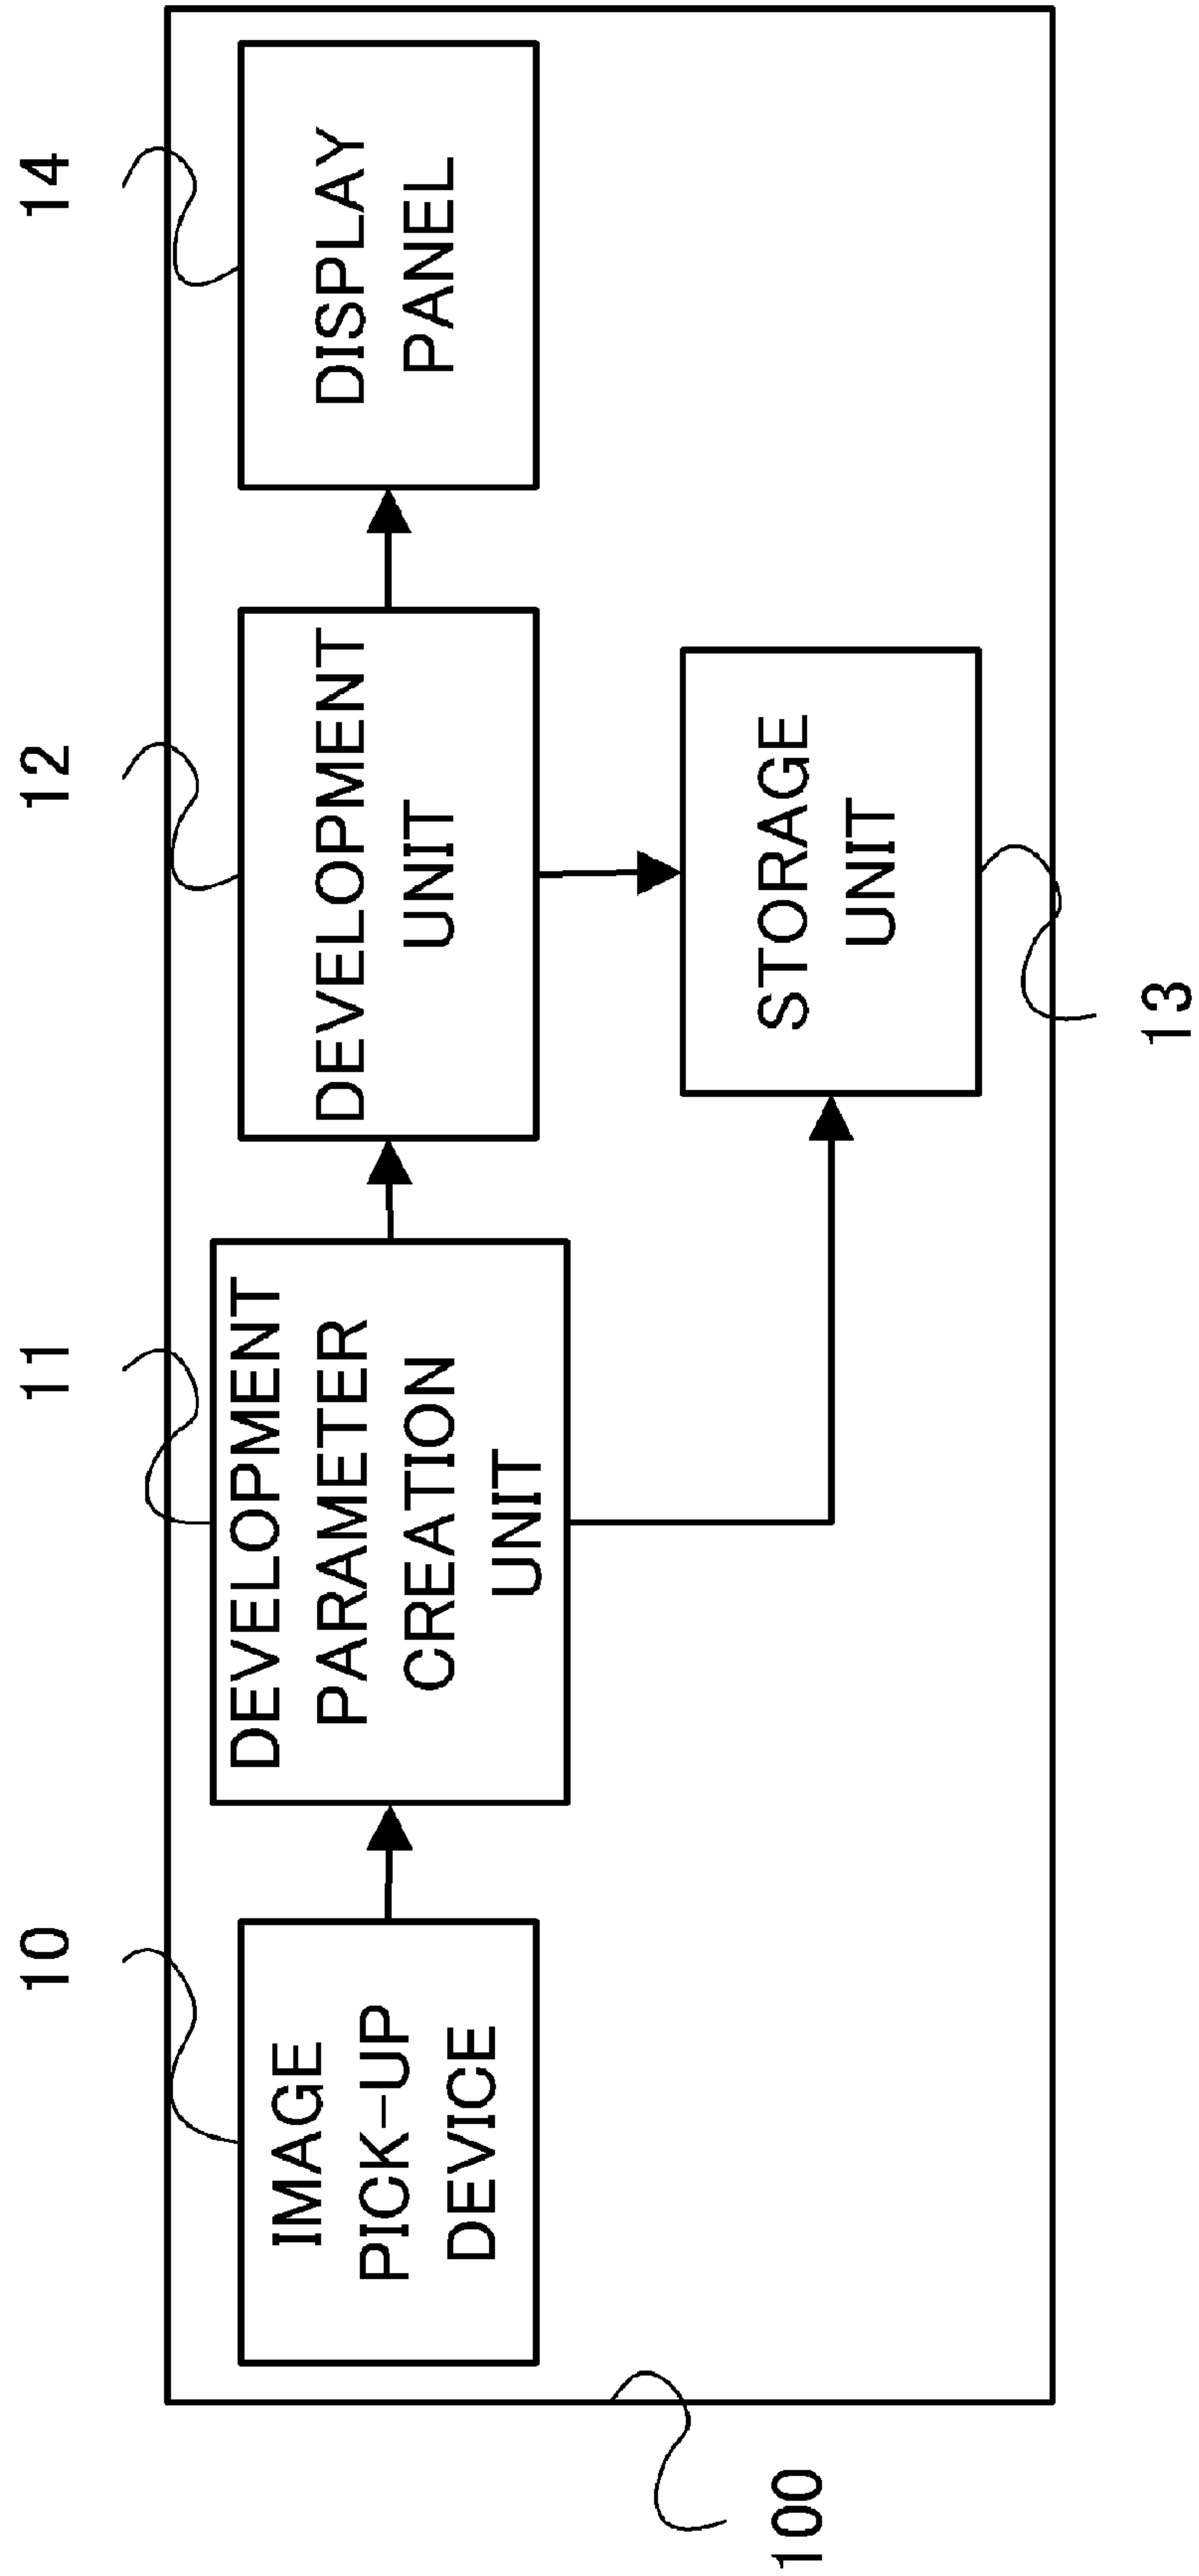 10
11
12
14
IMAGE
PICK-UP
DEVICE
DEVELOPMENT
PARAMETER
CREATION
UNIT
DEVELOPMENT
UNIT
DISPLAY
PANEL
STORAGE
UNIT
100
13